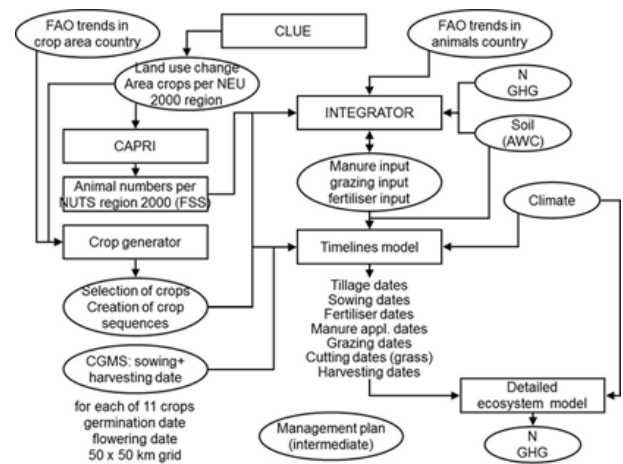 FAO trends in
crop area country
CLUE
FAO trends in
animals country
Land use change
Area crops per NEU
2000 region
N
GHG
INTEGRATOR
Soil
(AWC)
CAPRI
Manure input
grazing input
fertiliser input
Animal numbers per
NUTS region 2000 (FSS)
Climate
Crop generator
Timelines model
Selection of crops
Creation of crop
sequences
Tillage dates
Sowing dates
Fertiliser dates
Manure appl. dates
Grazing dates
Cutting dates (grass)
Harvesting dates
CGMS: sowing+
harvesting date
Detailed
ecosystem model
for each of 11 crops
germination date
flowering date
50 x 50 km grid
Management plan
(intermediate)
N
GHG